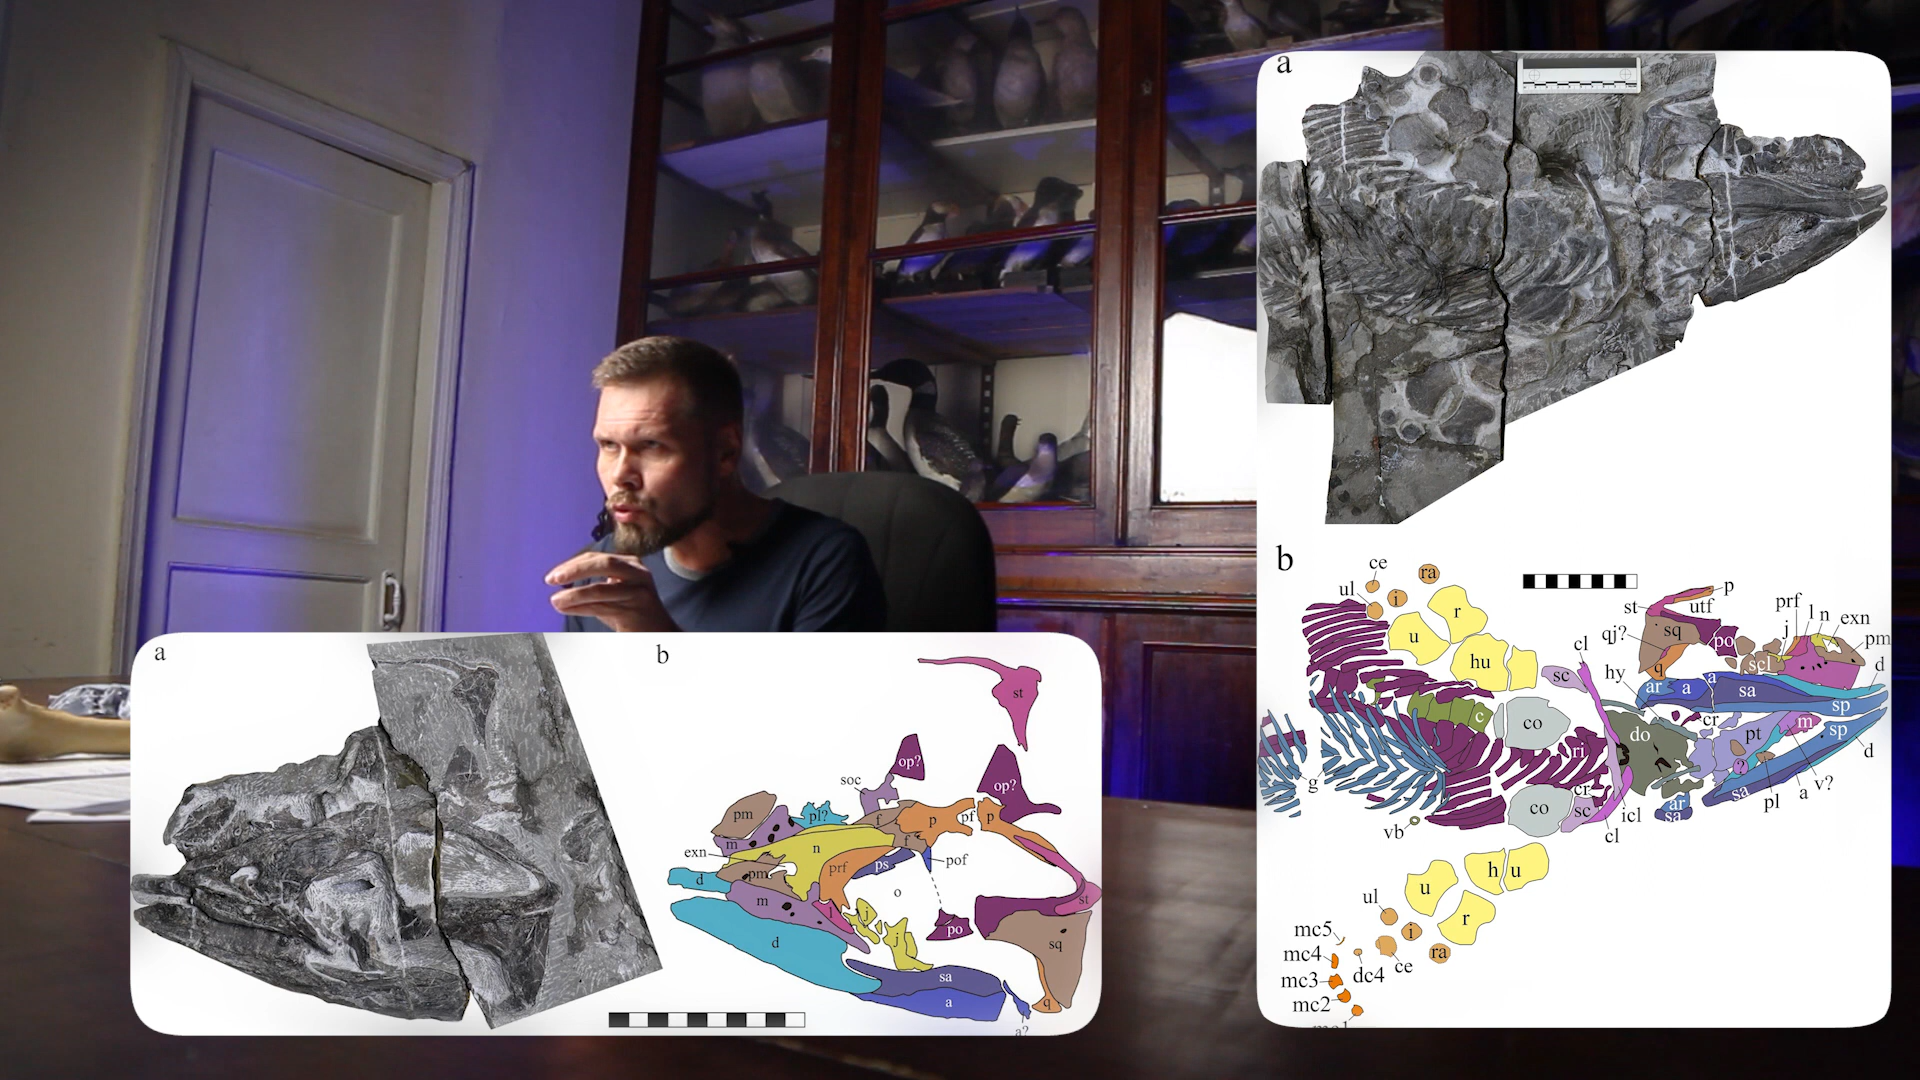 a
b
st
op?
soc
op?
pm
pl?
f
p
pf
p
m
f
exn
n
pof
pm
prf
ps
d
o
m
l
j
st
po
d
j
sq
sa
a
q
a?
a
b
ce
ra
ul
i
r
u
hu
cl
sc
c
co
ri
do
g
co
cr
sc
icl
vb
cl
p
st
utf
prf
l
n
exn
qj?
sq
po
j
pm
scl
q
d
hy
ar
a
a
sa
sp
cr
m
sp
pt
d
?
v?
a
sa
pl
ar
sa
h
u
u
r
ul
i
mc5
ra
mc4
ce
dc4
mc3
mc2
mc1